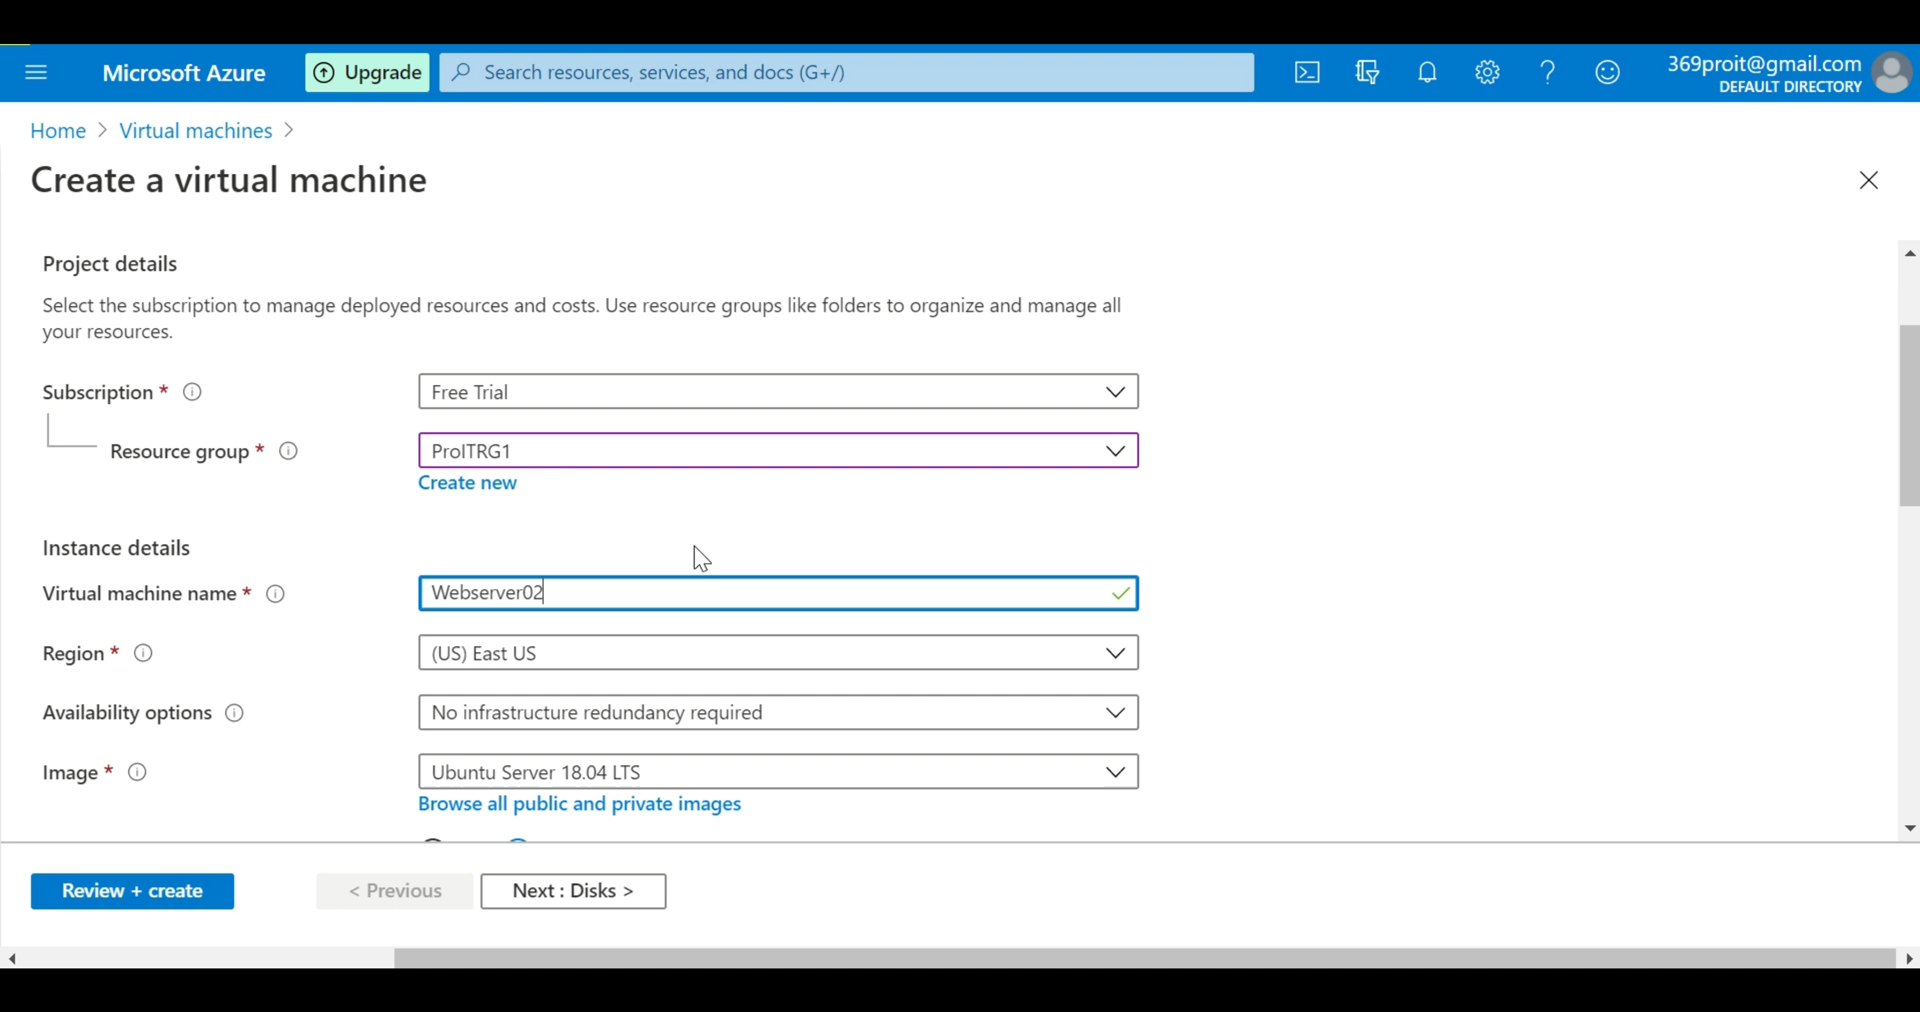 Microsoft Azure
Upgrade
Search resources, services, and docs (G+/)
369proit@gmail.com
DEFAULT DIRECTORY
Home > Virtual machines >
Create a virtual machine
Project details
Select the subscription to manage deployed resources and costs. Use resource groups like folders to organize and manage all
your resources.
Subscription *
Free Trial
Resource group *
ProITRG1
Create new
Instance details
Virtual machine name *
Webserver02
Region *
(US) East US
Availability options
No infrastructure redundancy required
Image *
Ubuntu Server 18.04 LTS
Browse all public and private images
Review + create
< Previous
Next : Disks >